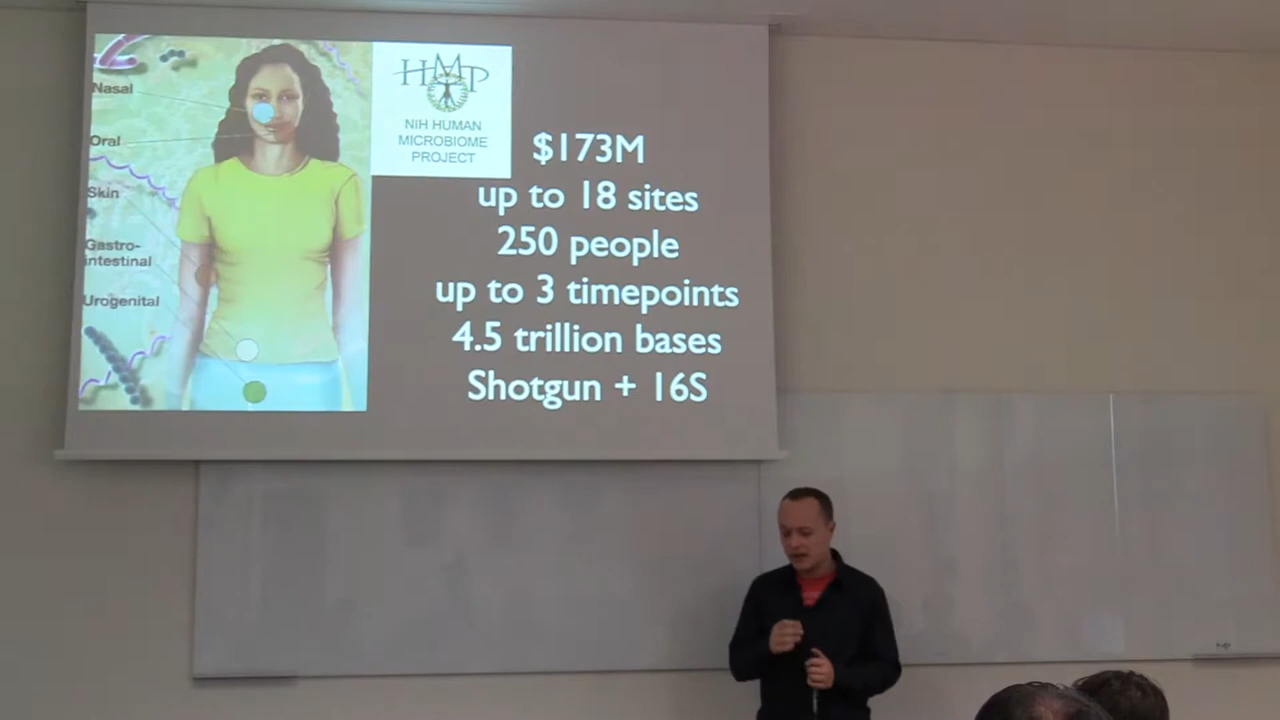 Nasal
Oral
Skin
Gastro-
intestinal
Urogenital
HMP
NIH HUMAN
MICROBIOME
PROJECT
$173M
up to 18 sites
250 people
up to 3 timepoints
4.5 trillion bases
Shotgun + 16S